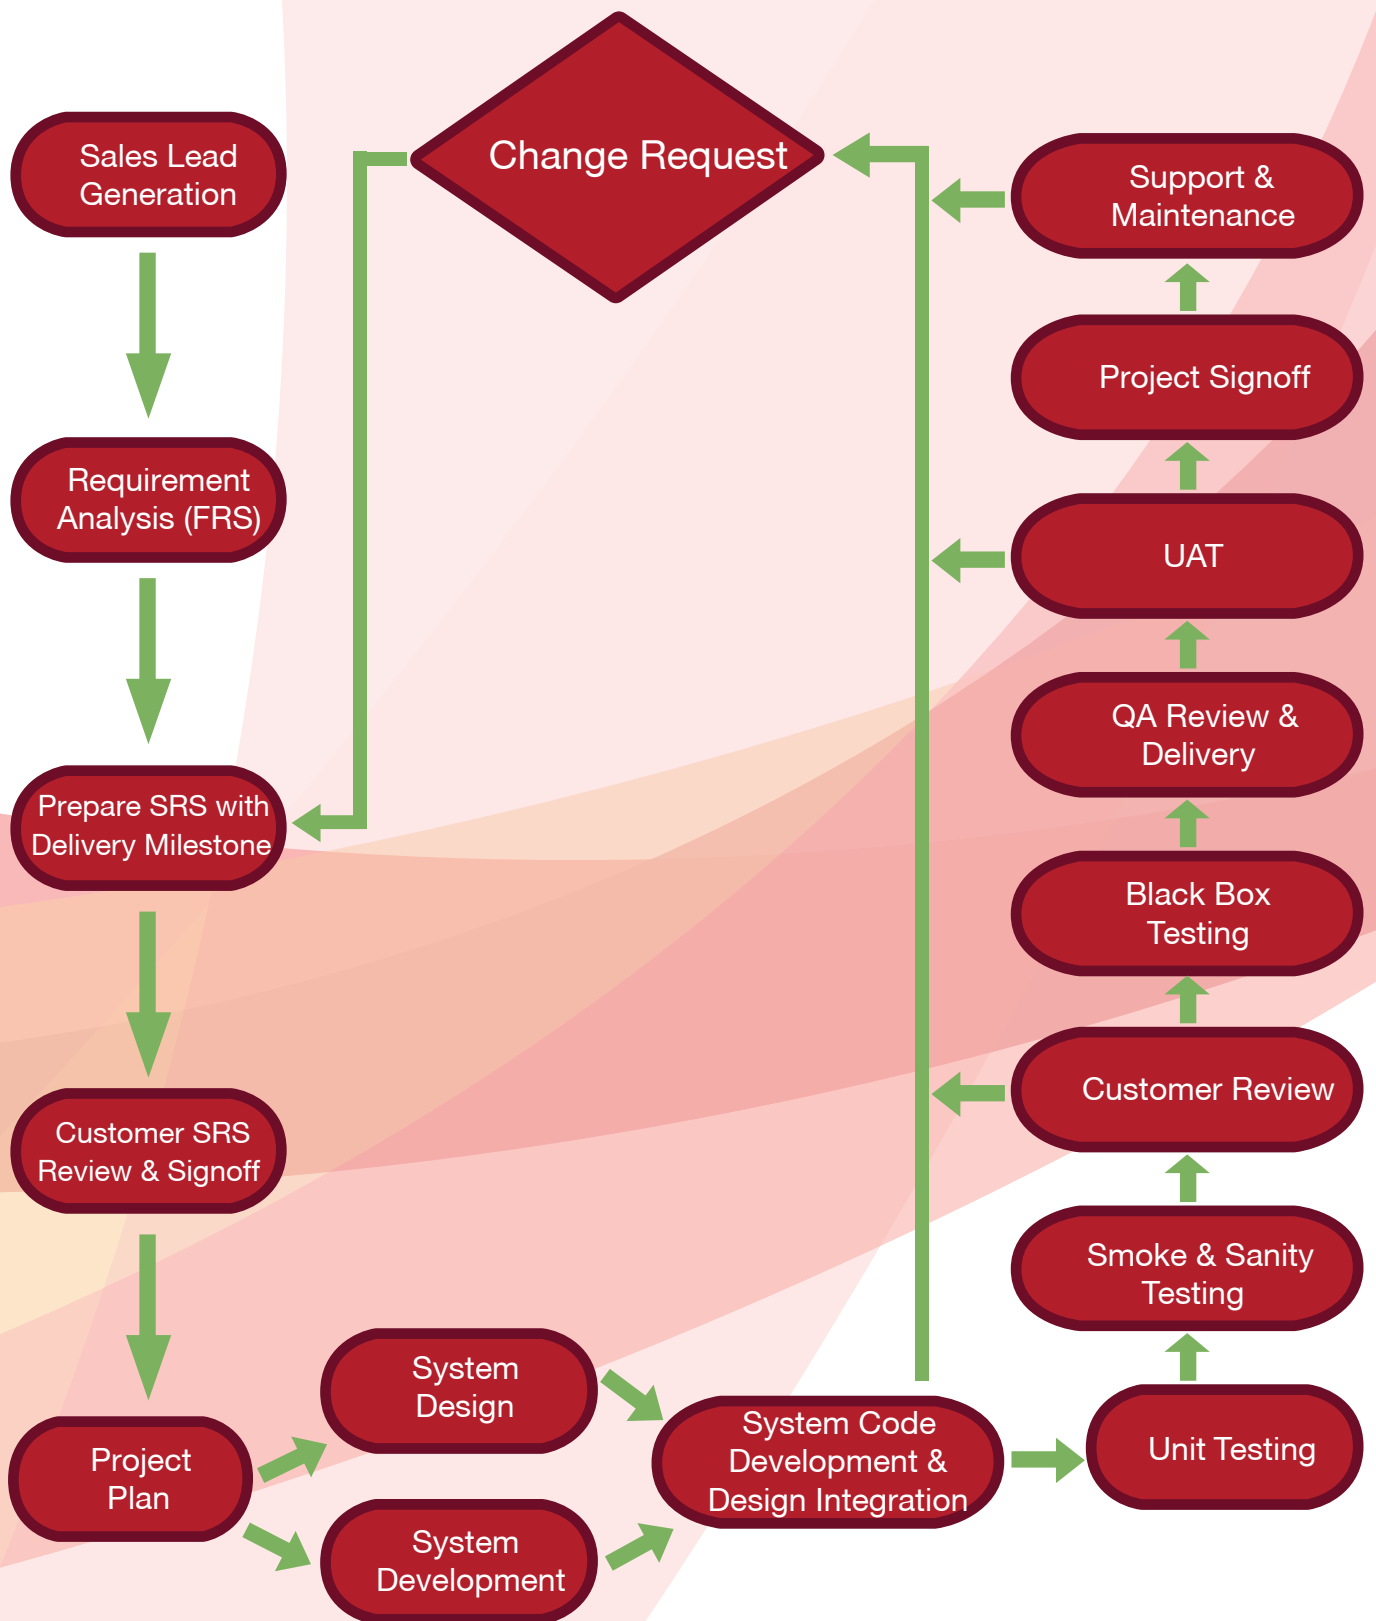 Change Request
Sales Lead
Generation
Requirement
Analysis (FRS)
Prepare SRS with
Delivery Milestone
Customer SRS
Review & Signoff
Project
Plan
System
Design
System
Development
System Code
Development &
Design Integration
Unit Testing
Smoke & Sanity
Testing
Customer Review
Black Box
Testing
QA Review &
Delivery
UAT
Project Signoff
Support &
Maintenance